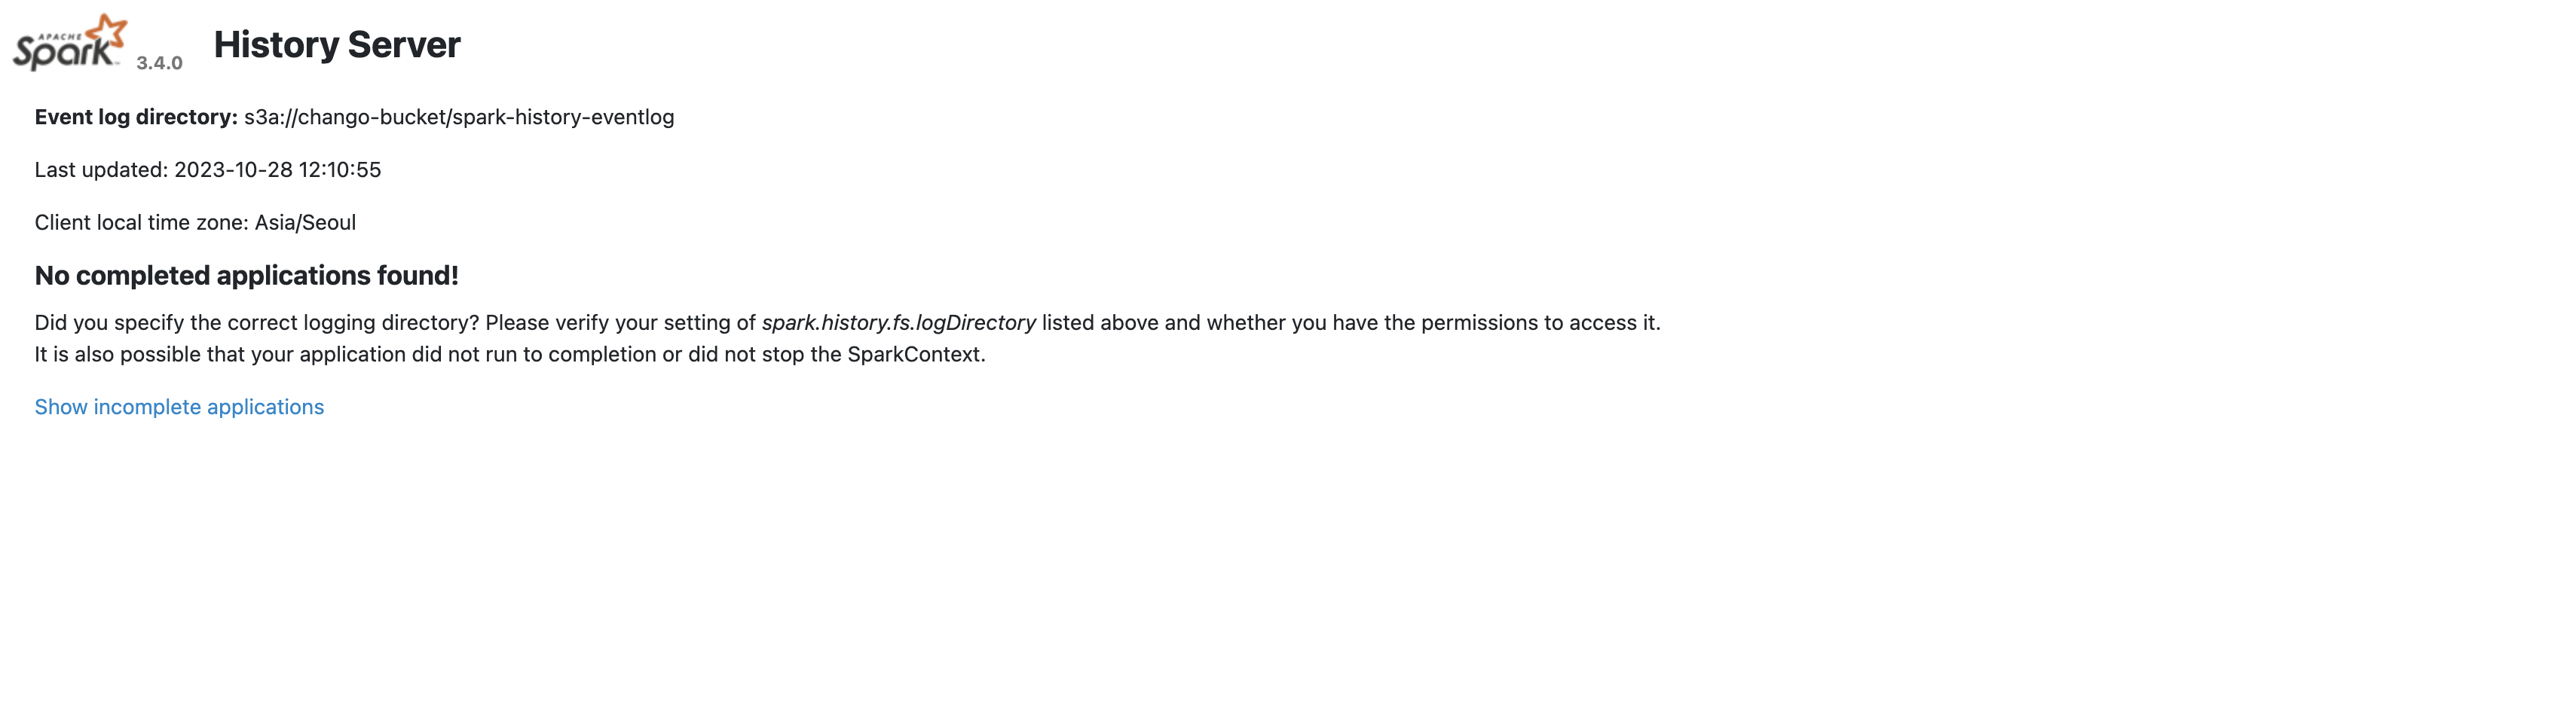 APACHE
Spark™ 3.4.0 History Server
Event log directory: s3a://chango-bucket/spark-history-eventlog
Last updated: 2023-10-28 12:10:55
Client local time zone: Asia/Seoul
No completed applications found!
Did you specify the correct logging directory? Please verify your setting of spark.history.fs.logDirectory listed above and whether you have the permissions to access it.
It is also possible that your application did not run to completion or did not stop the SparkContext.
Show incomplete applications